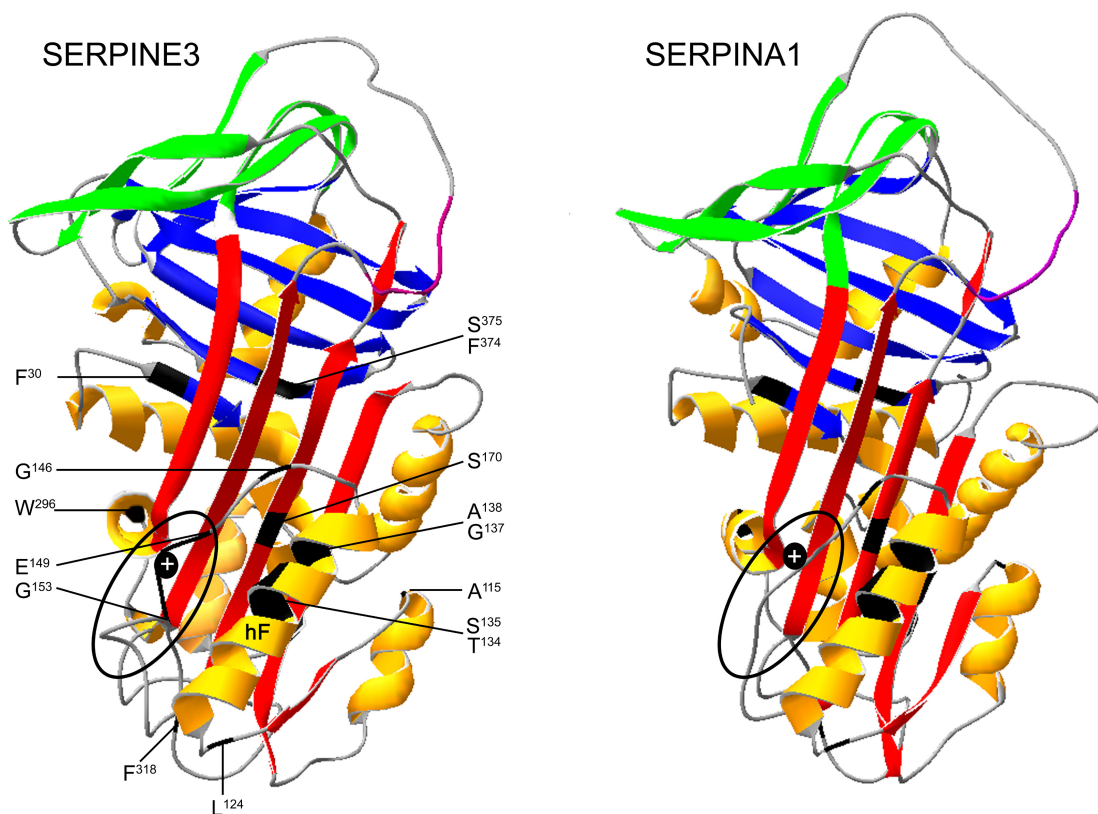 SERPINE3
SERPINA1
S375
F374
F30
G146
S170
W296
A138
G137
+
+
E149
G153
A115
S135
T134
hF
F318
L124